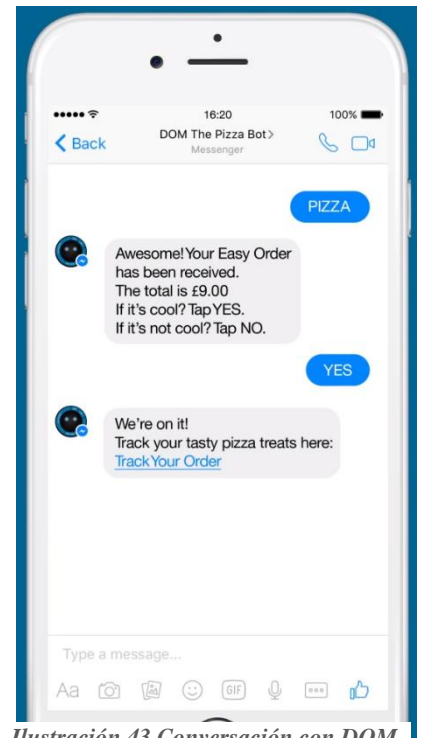 16:20
100%
Back
DOM The Pizza Bot
Messenger
PIZZA
Awesome! Your Easy Order
has been received.
The total is £9.00
If it's cool? Tap YES.
If it's not cool? Tap NO.
YES
We're on it!
Track your tasty pizza treats here:
Track Your Order
Type a message...
Aa
GIF
Ilustración 43 Conversación con DOM